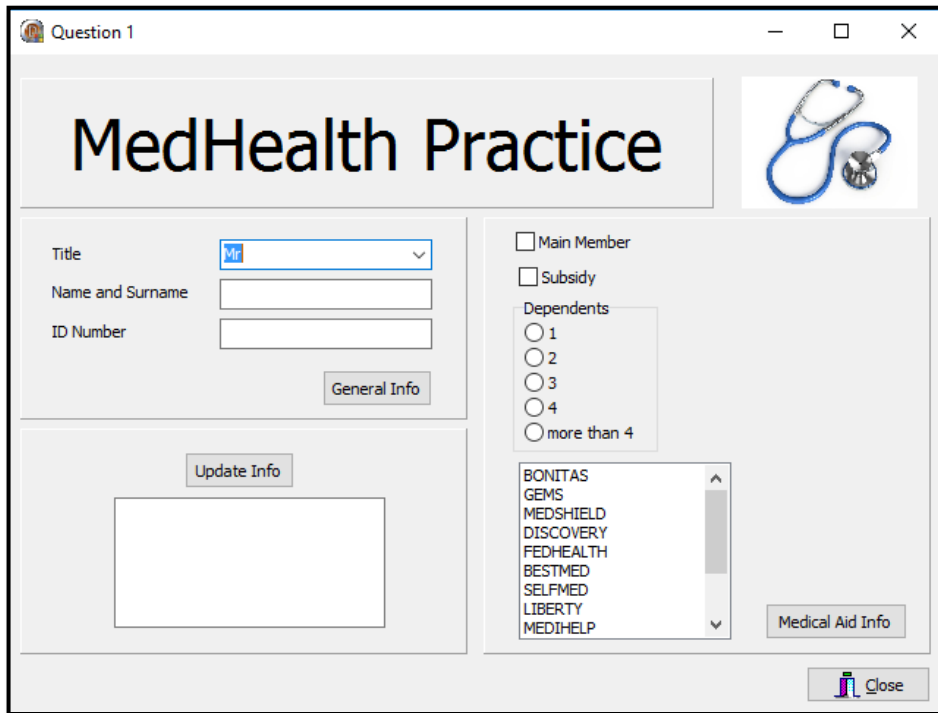 Question 1
MedHealth Practice
Title
Mr
Name and Surname
ID Number
General Info
Update Info
Main Member
Subsidy
Dependents
1
2
3
4
more than 4
BONITAS
GEMS
MEDSHIELD
DISCOVERY
FEDHEALTH
BESTMED
SELFMED
LIBERTY
MEDIHELP
Medical Aid Info
Close